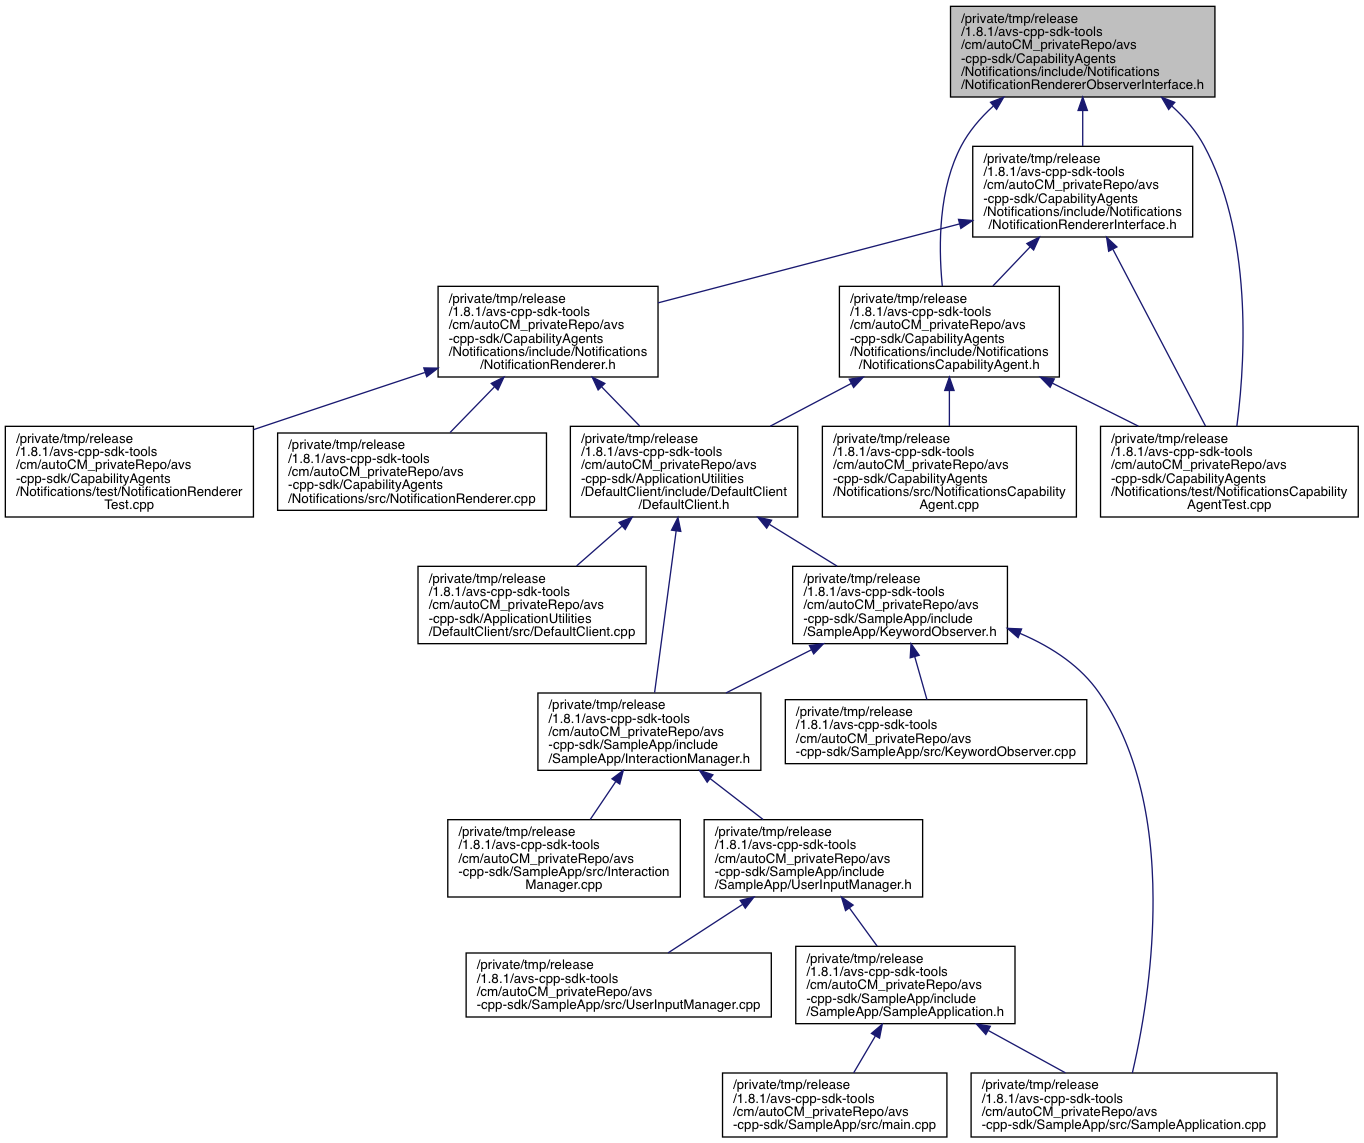 /private/tmp/release
/1.8.1/avs-cpp-sdk-tools
/cm/autoCM_privateRepo/avs
-cpp-sdk/CapabilityAgents
/Notifications/include/Notifications
/NotificationRendererObserverInterface.h
/private/tmp/release
/1.8.1/avs-cpp-sdk-tools
/cm/autoCM_privateRepo/avs
-cpp-sdk/CapabilityAgents
/Notifications/include/Notifications
/NotificationRendererInterface.h
/private/tmp/release
/1.8.1/avs-cpp-sdk-tools
/cm/autoCM_privateRepo/avs
-cpp-sdk/CapabilityAgents
/Notifications/include/Notifications
/NotificationRenderer.h
/private/tmp/release
/1.8.1/avs-cpp-sdk-tools
/cm/autoCM_privateRepo/avs
-cpp-sdk/CapabilityAgents
/Notifications/include/Notifications
/NotificationsCapabilityAgent.h
/private/tmp/release
/1.8.1/avs-cpp-sdk-tools
/cm/autoCM_privateRepo/avs
-cpp-sdk/CapabilityAgents
/Notifications/test/NotificationRenderer
Test.cpp
/private/tmp/release
/1.8.1/avs-cpp-sdk-tools
/cm/autoCM_privateRepo/avs
-cpp-sdk/CapabilityAgents
/Notifications/src/NotificationRenderer.cpp
/private/tmp/release
/1.8.1/avs-cpp-sdk-tools
/cm/autoCM_privateRepo/avs
-cpp-sdk/ApplicationUtilities
/DefaultClient/include/DefaultClient
/DefaultClient.h
/private/tmp/release
/1.8.1/avs-cpp-sdk-tools
/cm/autoCM_privateRepo/avs
-cpp-sdk/CapabilityAgents
/Notifications/src/NotificationsCapability
Agent.cpp
/private/tmp/release
/1.8.1/avs-cpp-sdk-tools
/cm/autoCM_privateRepo/avs
-cpp-sdk/CapabilityAgents
/Notifications/test/NotificationsCapability
AgentTest.cpp
/private/tmp/release
/1.8.1/avs-cpp-sdk-tools
/cm/autoCM_privateRepo/avs
-cpp-sdk/ApplicationUtilities
/DefaultClient/src/DefaultClient.cpp
/private/tmp/release
/1.8.1/avs-cpp-sdk-tools
/cm/autoCM_privateRepo/avs
-cpp-sdk/SampleApp/include
/SampleApp/KeywordObserver.h
/private/tmp/release
/1.8.1/avs-cpp-sdk-tools
/cm/autoCM_privateRepo/avs
-cpp-sdk/SampleApp/include
/SampleApp/InteractionManager.h
/private/tmp/release
/1.8.1/avs-cpp-sdk-tools
/cm/autoCM_privateRepo/avs
-cpp-sdk/SampleApp/src/KeywordObserver.cpp
/private/tmp/release
/1.8.1/avs-cpp-sdk-tools
/cm/autoCM_privateRepo/avs
-cpp-sdk/SampleApp/src/Interaction
Manager.cpp
/private/tmp/release
/1.8.1/avs-cpp-sdk-tools
/cm/autoCM_privateRepo/avs
-cpp-sdk/SampleApp/include
/SampleApp/UserInputManager.h
/private/tmp/release
/1.8.1/avs-cpp-sdk-tools
/cm/autoCM_privateRepo/avs
-cpp-sdk/SampleApp/src/UserInputManager.cpp
/private/tmp/release
/1.8.1/avs-cpp-sdk-tools
/cm/autoCM_privateRepo/avs
-cpp-sdk/SampleApp/include
/SampleApp/SampleApplication.h
/private/tmp/release
/1.8.1/avs-cpp-sdk-tools
/cm/autoCM_privateRepo/avs
-cpp-sdk/SampleApp/src/main.cpp
/private/tmp/release
/1.8.1/avs-cpp-sdk-tools
/cm/autoCM_privateRepo/avs
-cpp-sdk/SampleApp/src/SampleApplication.cpp